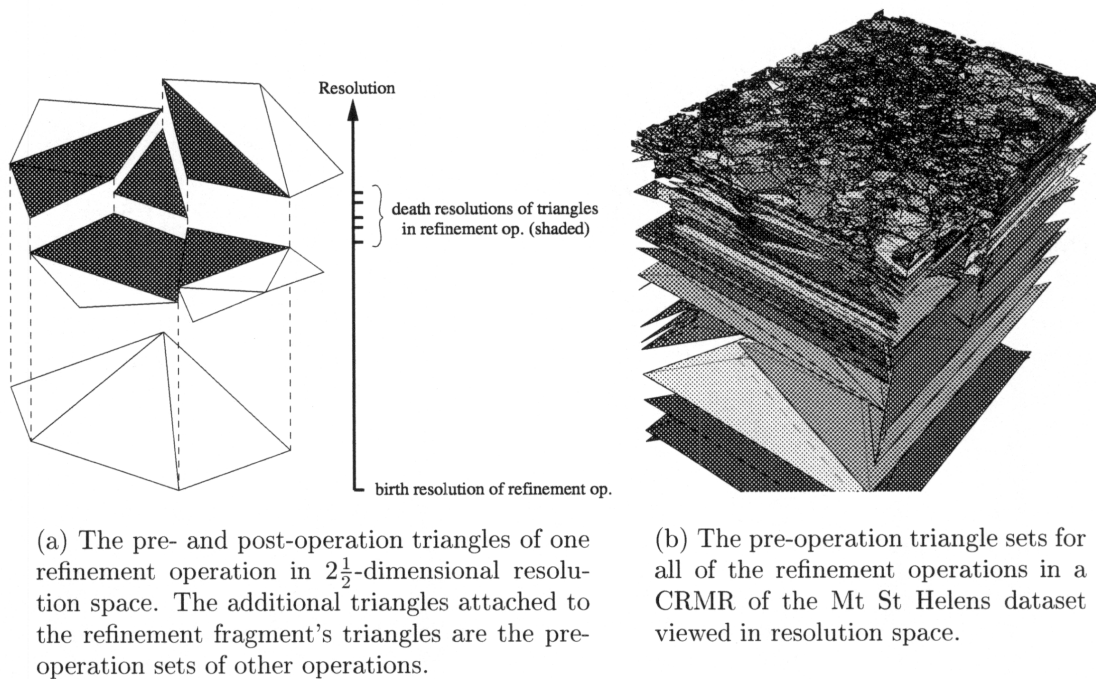 Resolution
death resolutions of triangles
in refinement op. (shaded)
birth resolution of refinement op.
(a) The pre- and post-operation triangles of one
refinement operation in 2½-dimensional resolu-
tion space. The additional triangles attached to
the refinement fragment's triangles are the pre-
operation sets of other operations.
(b) The pre-operation triangle sets for
all of the refinement operations in a
CRMR of the Mt St Helens dataset
viewed in resolution space.